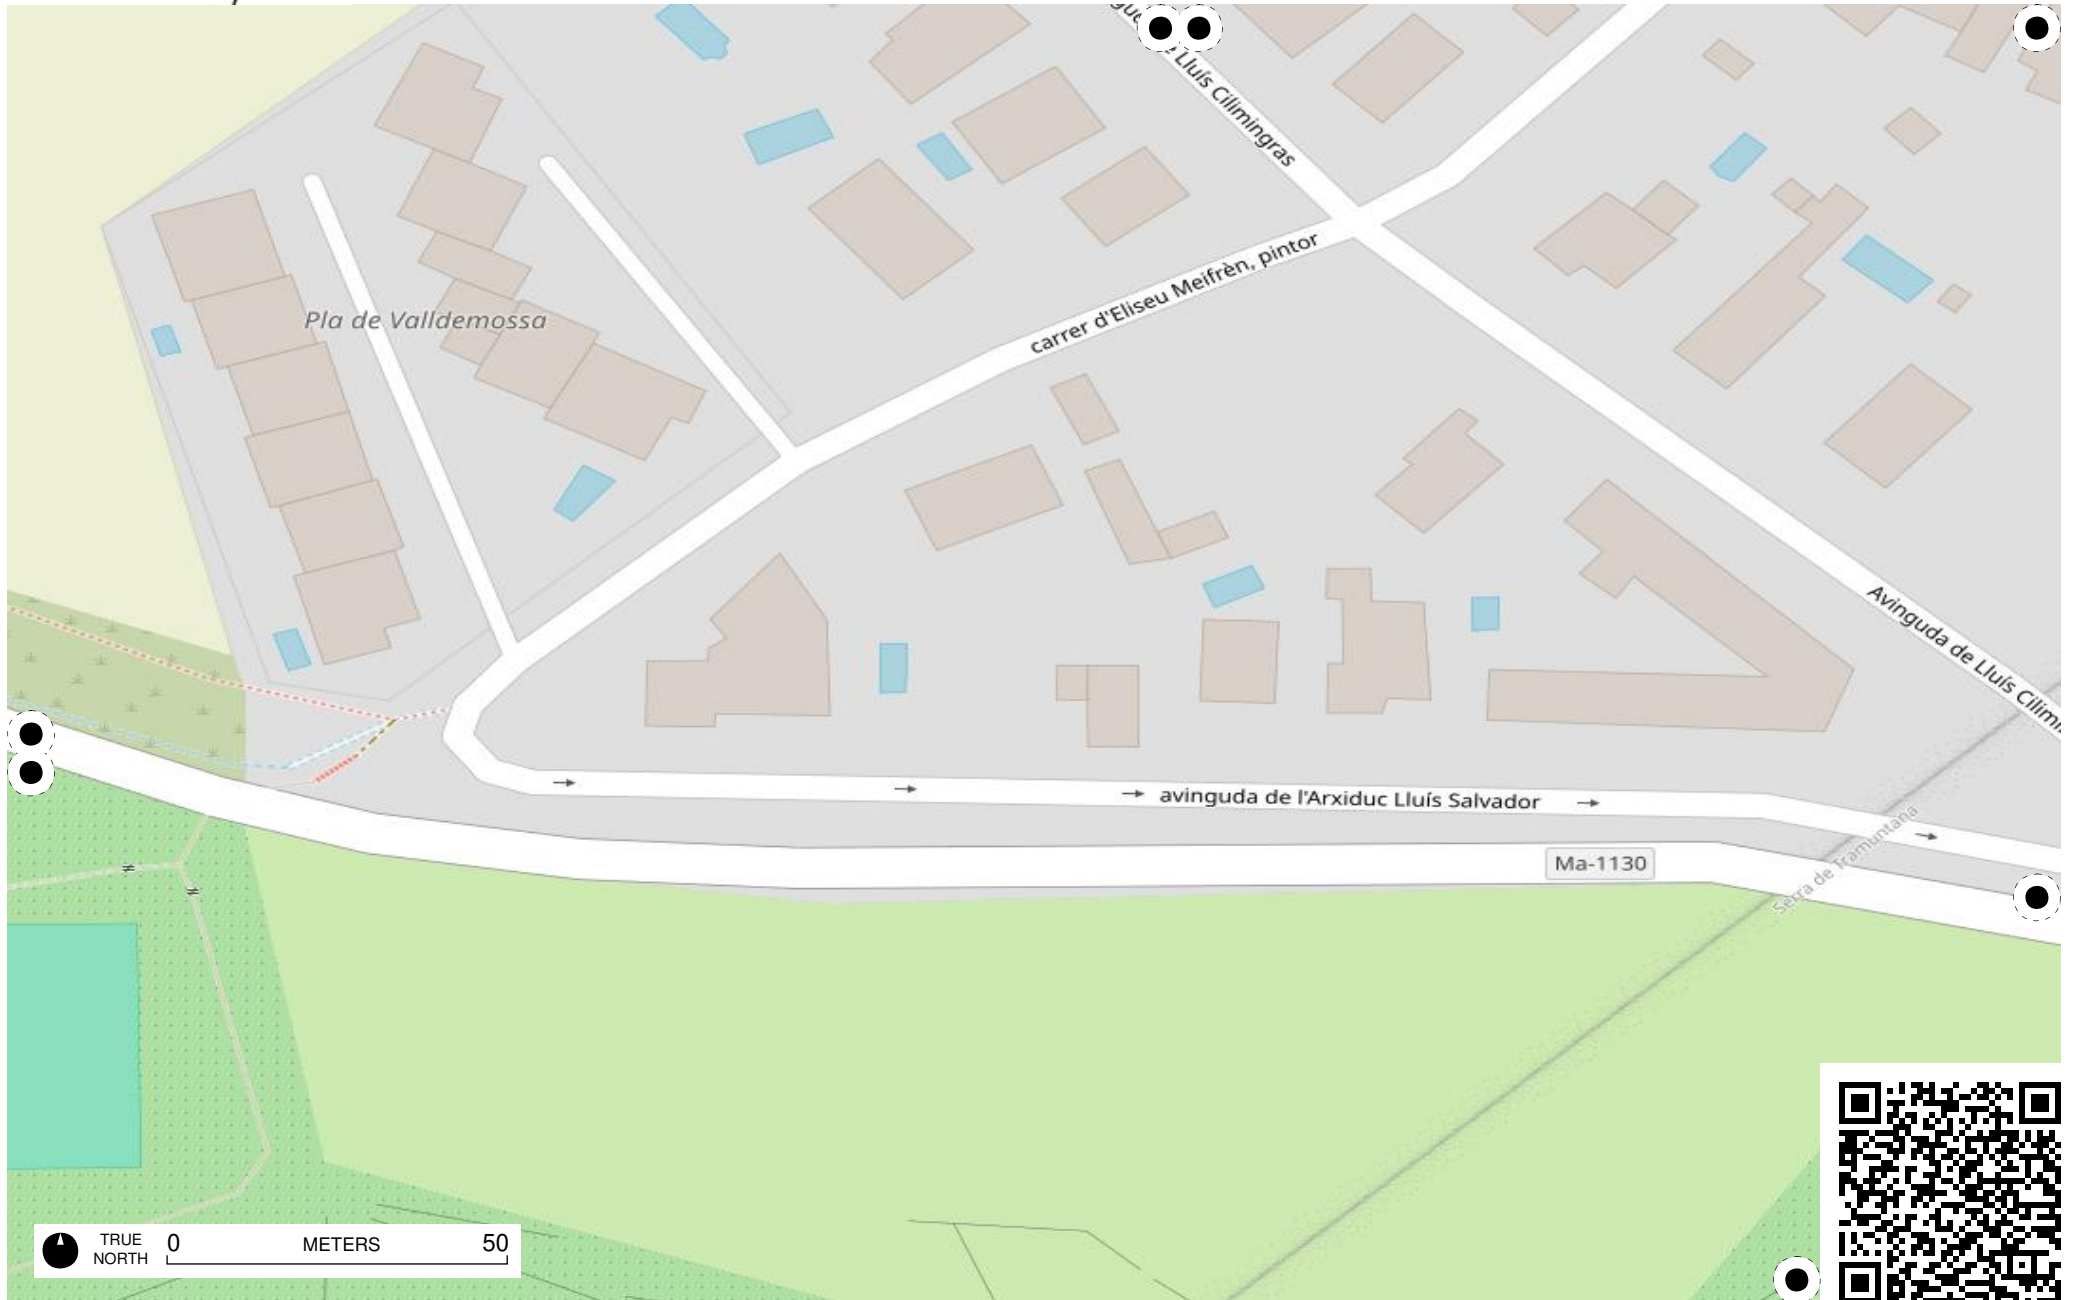 de Lluís Cilimingras
carrer d'Eliseu Meifrèn, pintor
Pla de Valldemossa
Avinguda de Lluís
avinguda de l'Arxiduc Lluís Salvador
Serra de Tramuntana
Ma-1130
TRUE NORTH
0 METERS 50